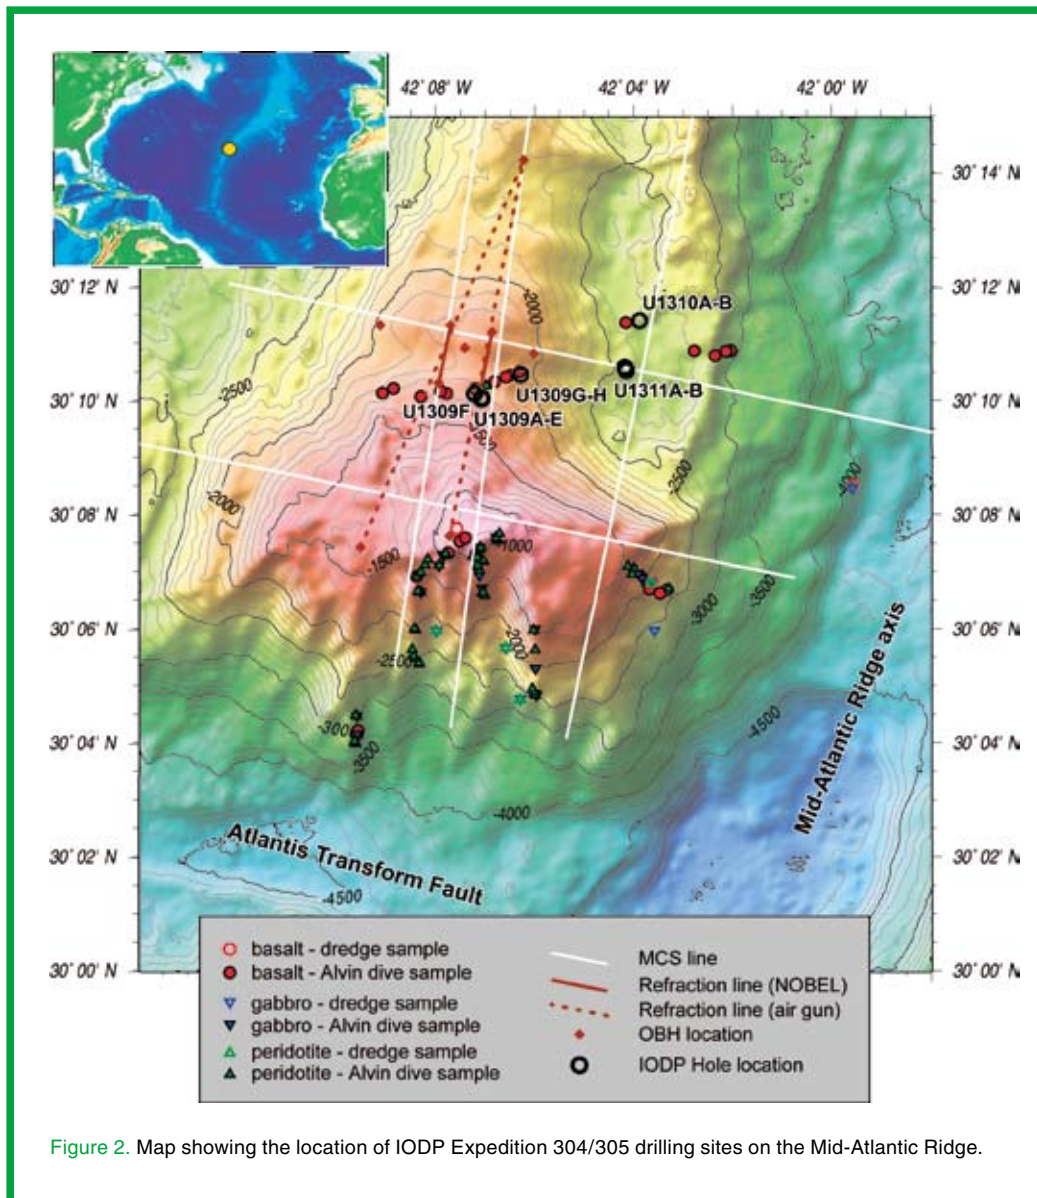 42° 08' W 42° 04' W 42° 00' W
30° 14' N
30° 12' N 30° 12' N
30° 10' N 30° 10' N
30° 08' N 30° 08' N
30° 06' N 30° 06' N
30° 04' N 30° 04' N
30° 02' N 30° 02' N
30° 00' N 30° 00' N
-2000
U1310A-B
U1311A-B
U1309G-H
U1309F
U1309A-E
-2500
-2500
-4000
-2000
-1000
-1500
-3500
-3000
-2000
-2500
-3000
-3500
-4500
-4000
-4500
Mid-Atlantic Ridge axis
Atlantis Transform Fault
basalt - dredge sample
basalt - Alvin dive sample
gabbro - dredge sample
gabbro - Alvin dive sample
peridotite - dredge sample
peridotite - Alvin dive sample
MCS line
Refraction line (NOBEL)
Refraction line (air gun)
OBH location
IODP Hole location
Figure 2. Map showing the location of IODP Expedition 304/305 drilling sites on the Mid-Atlantic Ridge.